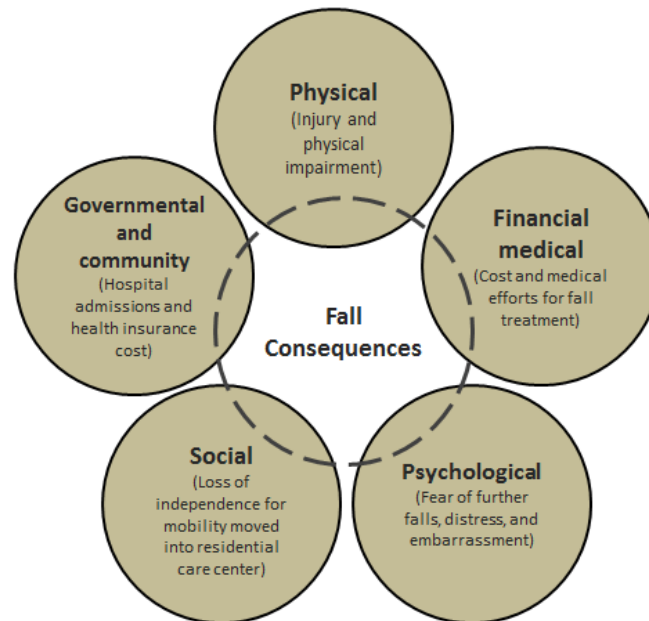 Physical
(Injury and
physical
impairment)
Governmental
and
community
(Hospital
admissions and
health insurance
cost)
Financial
medical
(Cost and medical
efforts for fall
treatment)
Fall
Consequences
Social
(Loss of
independence for
mobility moved
into residential
care center)
Psychological
(Fear of further
falls, distress, and
embarrassment)